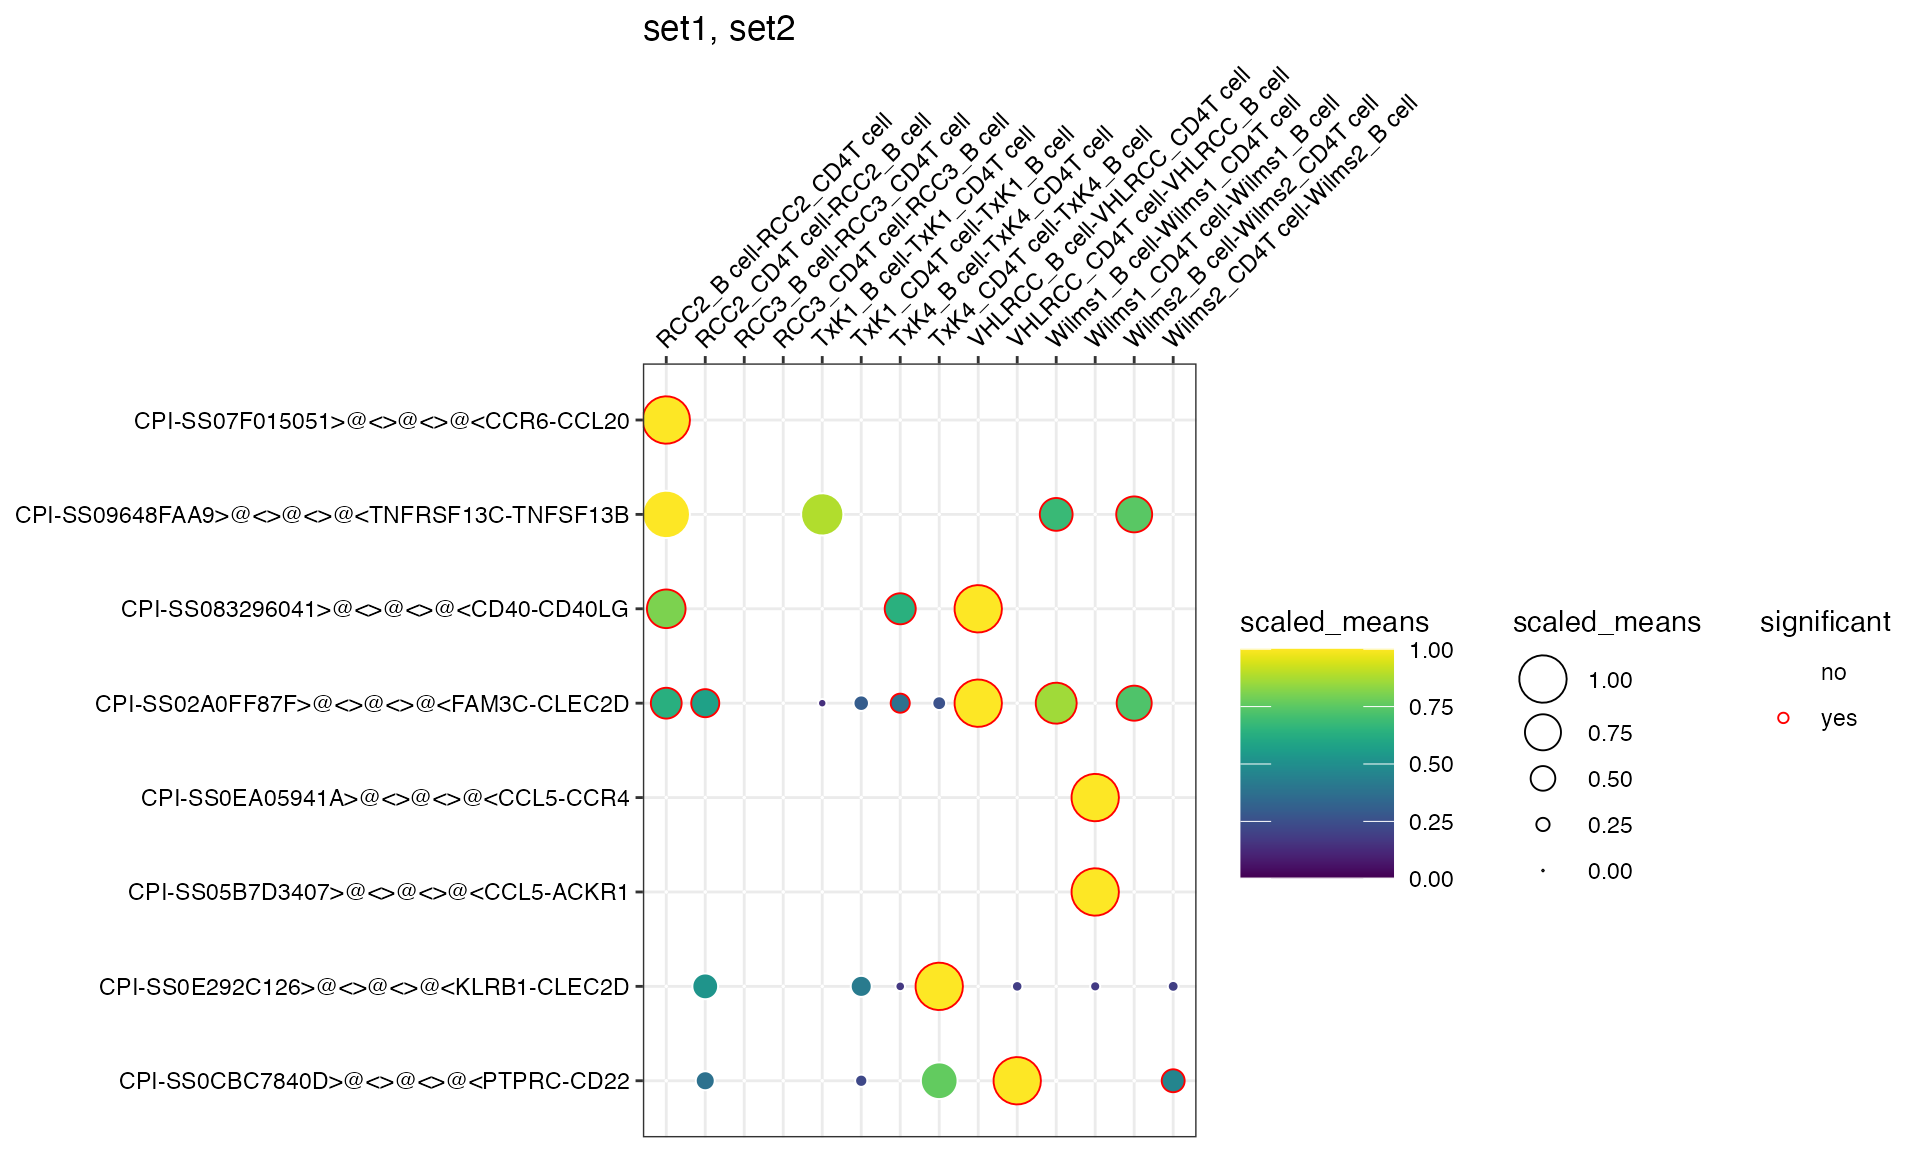 set1, set2
RCC2_B cell-RCC2_CD4T cell
RCC2_CD4T cell-RCC2_B cell
RCC3_B cell-RCC3_CD4T cell
RCC3_CD4T cell-RCC3_B cell
TxK1_B cell-TxK1_CD4T cell
TxK1_CD4T cell-TxK1_B cell
TxK4_B cell-TxK4_CD4T cell
TxK4_CD4T cell-TxK4_B cell
VHLRCC_B cell-VHLRCC_CD4T cell
VHLRCC_CD4T cell-VHLRCC_B cell
Wilms1_B cell-Wilms1_CD4T cell
Wilms1_CD4T cell-Wilms1_B cell
Wilms2_B cell-Wilms2_CD4T cell
Wilms2_CD4T cell-Wilms2_B cell
CPI-SS07F015051>@<>@<>@<CCR6-CCL20
CPI-SS09648FAA9>@<>@<>@<TNFRSF13C-TNFSF13B
CPI-SS083296041>@<>@<>@<CD40-CD40LG
CPI-SS02A0FF87F>@<>@<>@<FAM3C-CLEC2D
CPI-SS0EA05941A>@<>@<>@<CCL5-CCR4
CPI-SS05B7D3407>@<>@<>@<CCL5-ACKR1
CPI-SS0E292C126>@<>@<>@<KLRB1-CLEC2D
CPI-SS0CBC7840D>@<>@<>@<PTPRC-CD22
scaled_means
1.00
0.75
0.50
0.25
0.00
scaled_means
1.00
0.75
0.50
0.25
0.00
significant
no
yes